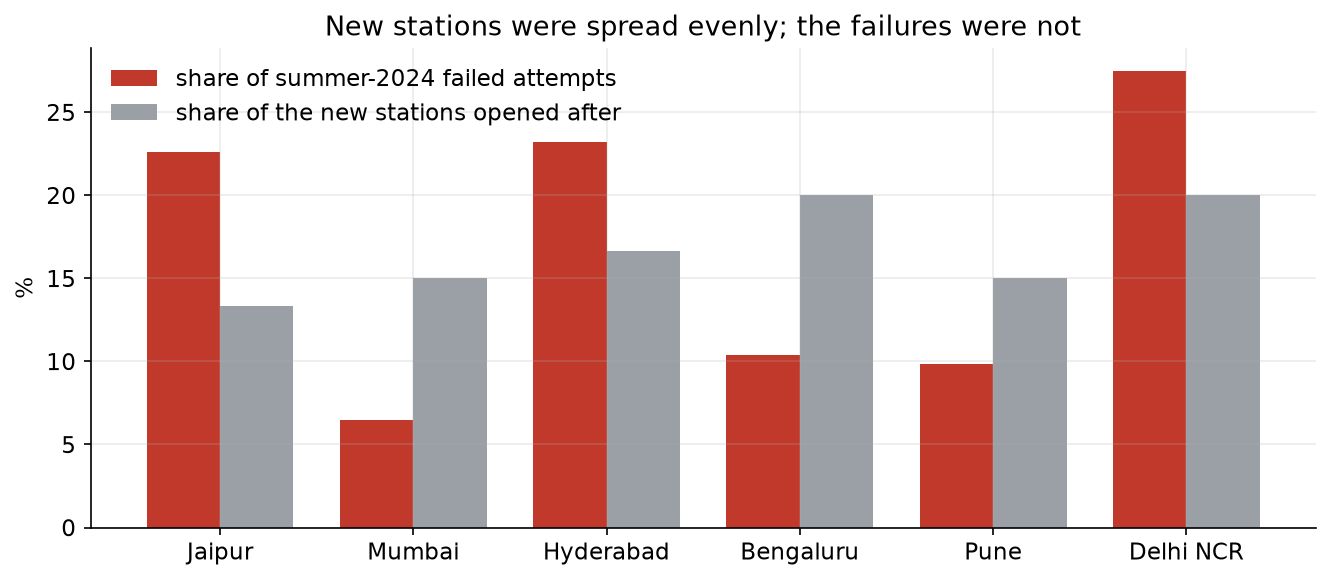 New stations were spread evenly; the failures were not
share of summer-2024 failed attempts
share of the new stations opened after
%
25
20
15
10
5
0
Jaipur Mumbai Hyderabad Bengaluru Pune Delhi NCR